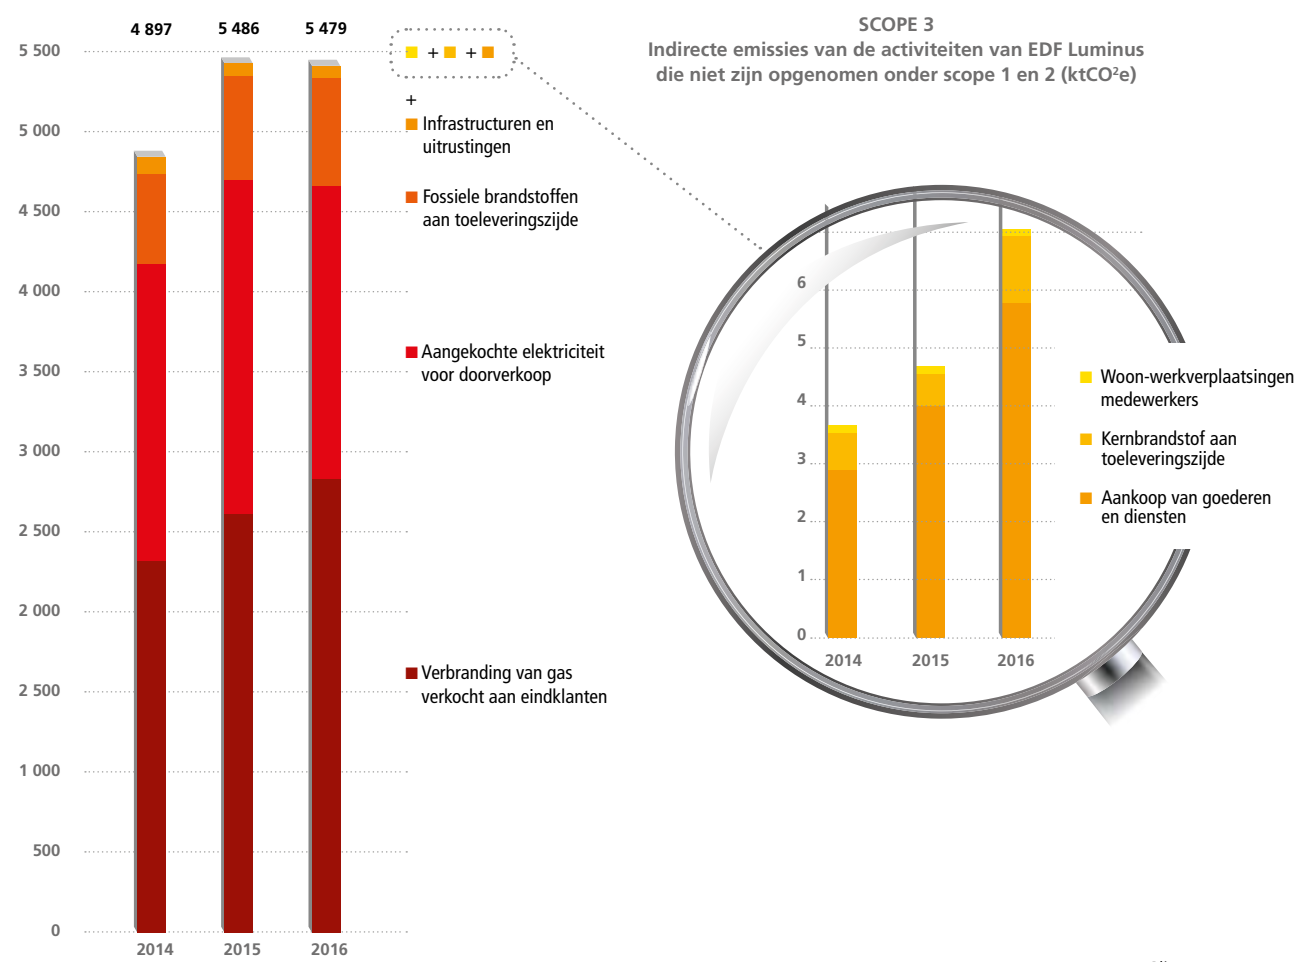 4 897
5 486
5 479
5 500
5 000
4 500
4 000
3 500
3 000
2 500
2 000
2 500
1 000
500
0
2014
2015
2016
+ +
+
Infrastructuren en
uitrustingen
Fossiele brandstoffen
aan toeleveringszijde
Aangekochte elektriciteit
voor doorverkoop
Verbranding van gas
verkocht aan eindklanten
SCOPE 3
Indirecte emissies van de activiteiten van EDF Luminus
die niet zijn opgenomen onder scope 1 en 2 (ktCO²e)
6
5
4
3
2
1
0
2014
2015
2016
Woon-werkverplaatsingen
medewerkers
Kernbrandstof aan
toeleveringszijde
Aankoop van goederen
en diensten